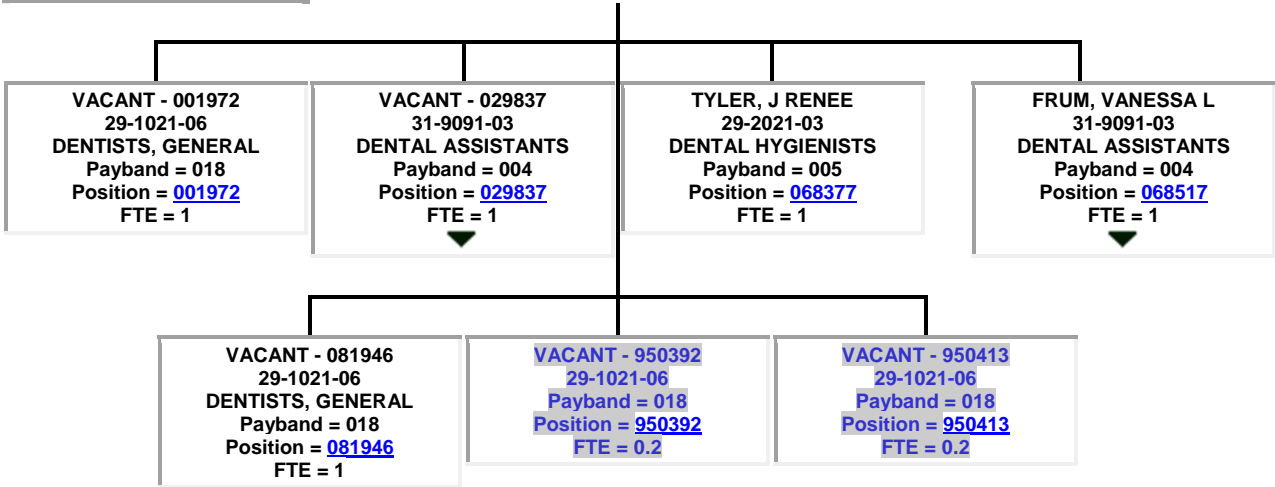 VACANT - 001972
29-1021-06
DENTISTS, GENERAL
Payband = 018
Position = 001972
FTE = 1
VACANT - 029837
31-9091-03
DENTAL ASSISTANTS
Payband = 004
Position = 029837
FTE = 1
TYLER, J RENEE
29-2021-03
DENTAL HYGIENISTS
Payband = 005
Position = 068377
FTE = 1
FRUM, VANESSA L
31-9091-03
DENTAL ASSISTANTS
Payband = 004
Position = 068517
FTE = 1
VACANT - 081946
29-1021-06
DENTISTS, GENERAL
Payband = 018
Position = 081946
FTE = 1
VACANT - 950392
29-1021-06
Payband = 018
Position = 950392
FTE = 0.2
VACANT - 950413
29-1021-06
Payband = 018
Position = 950413
FTE = 0.2